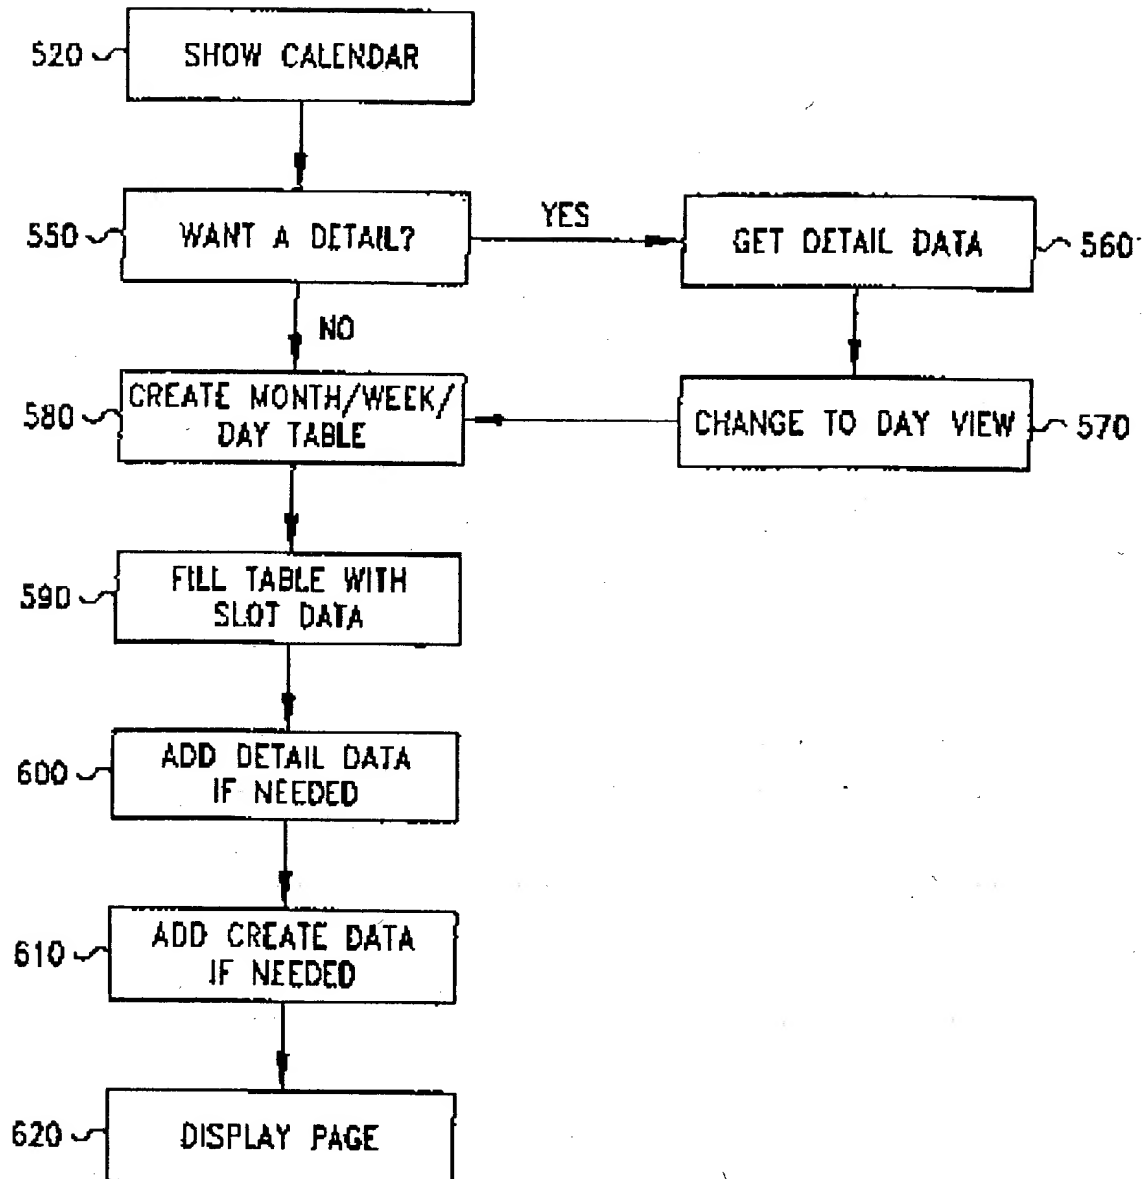 520
SHOW CALENDAR
550
WANT A DETAIL?
YES
GET DETAIL DATA
560
NO
580
CREATE MONTH/WEEK/
DAY TABLE
CHANGE TO DAY VIEW
570
590
FILL TABLE WITH
SLOT DATA
600
ADD DETAIL DATA
IF NEEDED
610
ADD CREATE DATA
IF NEEDED
620
DISPLAY PAGE